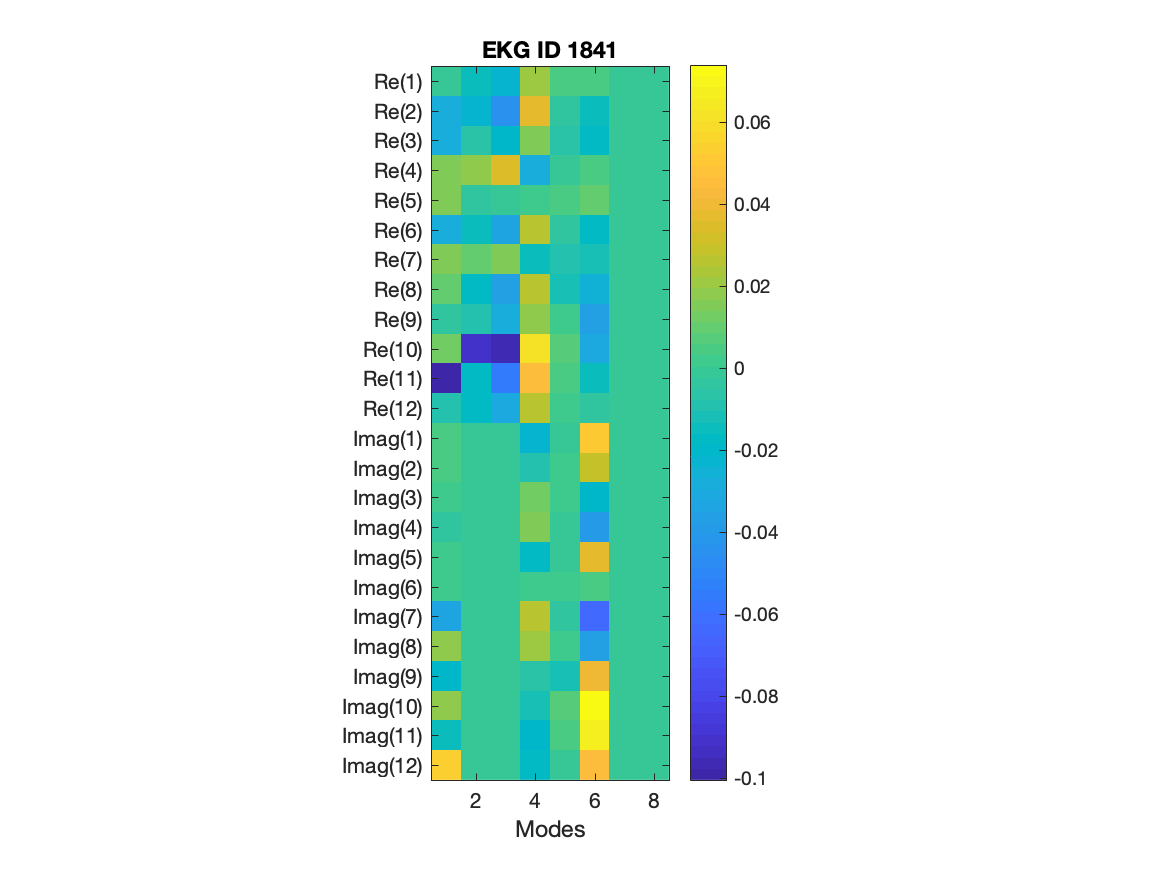 EKG ID 1841
Re(1)
Re(2)
Re(3)
Re(4)
Re(5)
Re(6)
Re(7)
Re(8)
Re(9)
Re(10)
Re(11)
Re(12)
Imag(1)
Imag(2)
Imag(3)
Imag(4)
Imag(5)
Imag(6)
Imag(7)
Imag(8)
Imag(9)
Imag(10)
Imag(11)
Imag(12)
2 4 6 8
Modes
0.06
0.04
0.02
0
-0.02
-0.04
-0.06
-0.08
-0.1